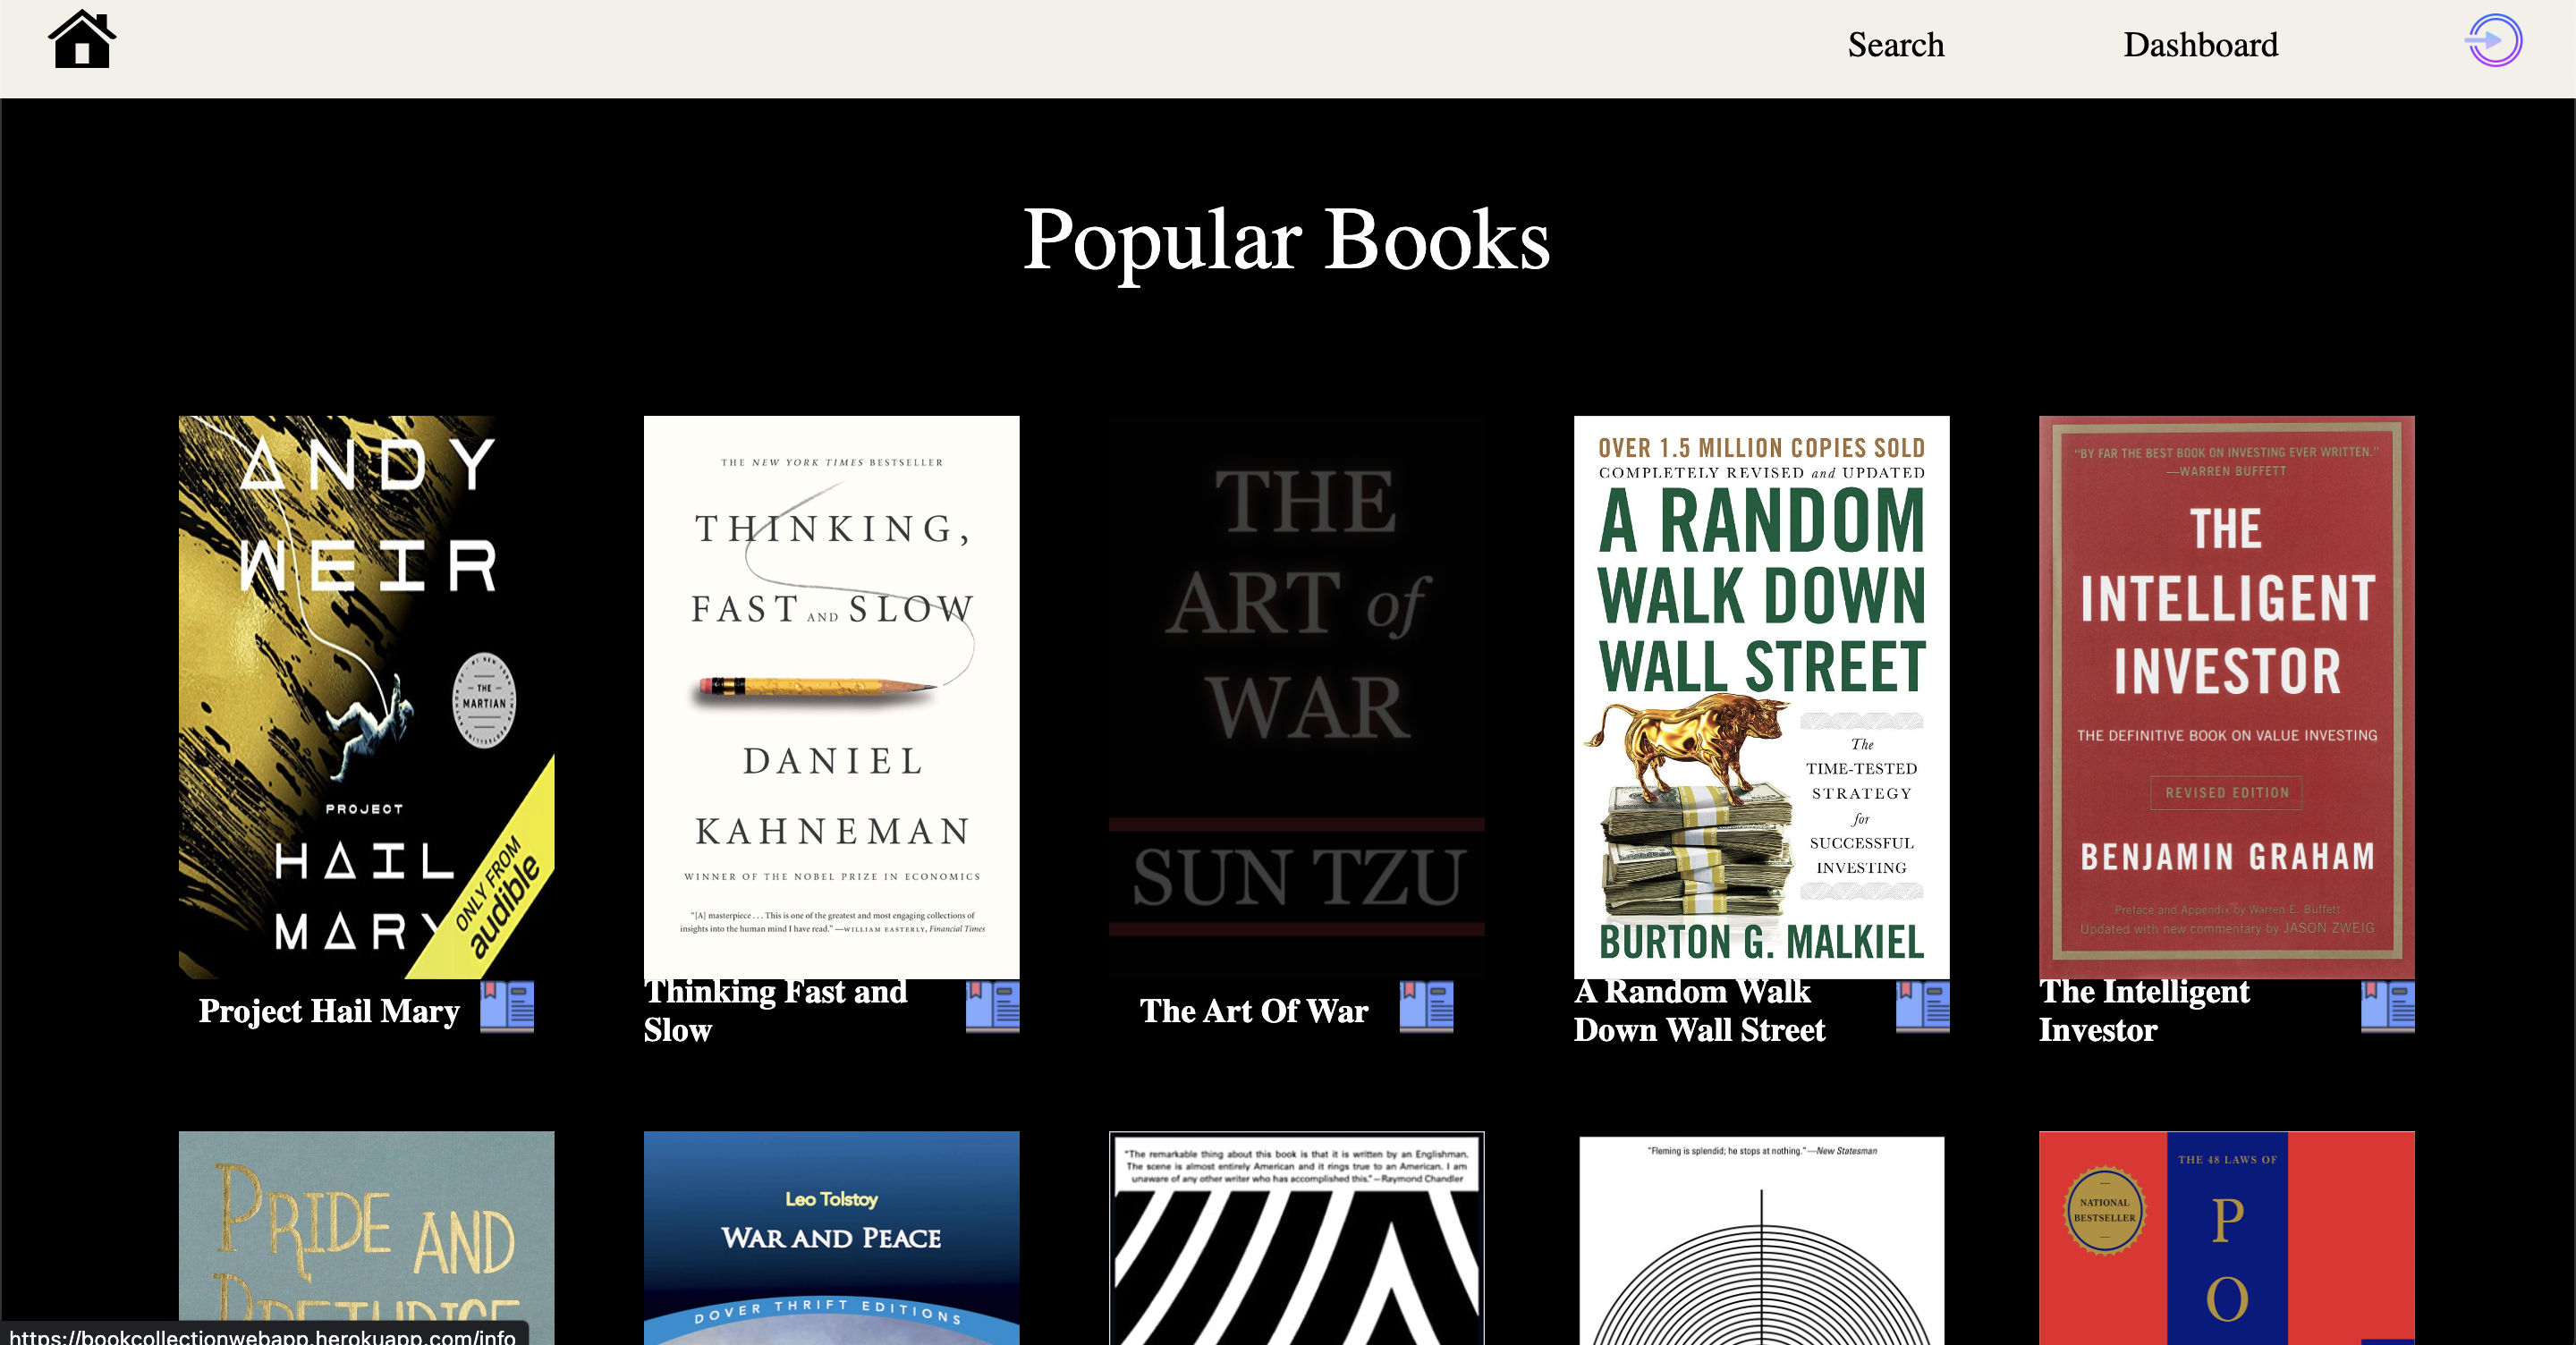 Search
Dashboard
Popular Books
ANDY
WEIR
THE
MARTIAN
PROJECT
HAIL
MARY
ONLY FROM
audible
Project Hail Mary
THE NEW YORK TIMES BESTSELLER
THINKING,
FAST AND SLOW
DANIEL
KAHNEMAN
WINNER OF THE NOBEL PRIZE IN ECONOMICS
"[A] masterpiece . . . This is one of the greatest and most engaging collections of
insights into the human mind I have read." —WILLIAM EASTERLY, Financial Times
Thinking Fast and
Slow
THE
ART of
WAR
SUN TZU
The Art Of War
OVER 1.5 MILLION COPIES SOLD
COMPLETELY REVISED and UPDATED
A RANDOM
WALK DOWN
WALL STREET
The
TIME-TESTED
STRATEGY
for
SUCCESSFUL
INVESTING
BURTON G. MALKIEL
A Random Walk
Down Wall Street
"BY FAR THE BEST BOOK ON INVESTING EVER WRITTEN."
—WARREN BUFFETT
THE
INTELLIGENT
INVESTOR
THE DEFINITIVE BOOK ON VALUE INVESTING
REVISED EDITION
BENJAMIN GRAHAM
Preface and Appendix by Warren E. Buffett
Updated with new commentary by JASON ZWEIG
The Intelligent
Investor
PRIDE AND
PREJUDICE
Leo Tolstoy
WAR AND PEACE
DOVER THRIFT EDITIONS
"The remarkable thing about this book is that it is written by an Englishman.
The scene is almost entirely American and it rings true to an American. I am
unaware of any other writer who has accomplished this." —Raymond Chandler
"Fleming is splendid; he stops at nothing." —New Statesman
NATIONAL
BESTSELLER
THE 48 LAWS OF
P
O
https://bookcollectionwebapp.herokuapp.com/info